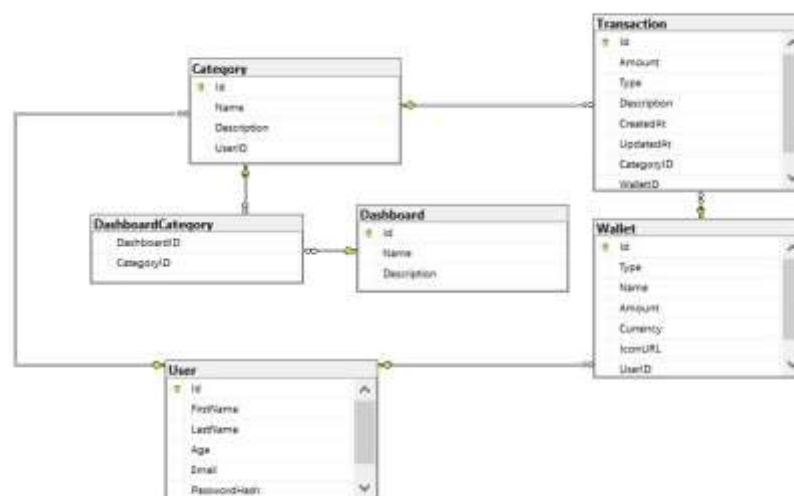 Transaction
Id
Amount
Type
Description
CreatedAt
UpdatedAt
CategoryID
WalletID
Category
Id
Name
Description
UserID
DashboardCategory
DashboardID
CategoryID
Dashboard
Id
Name
Description
Wallet
Id
Type
Name
Amount
Currency
IconURL
UserID
User
Id
FirstName
LastName
Age
Email
PasswordHash